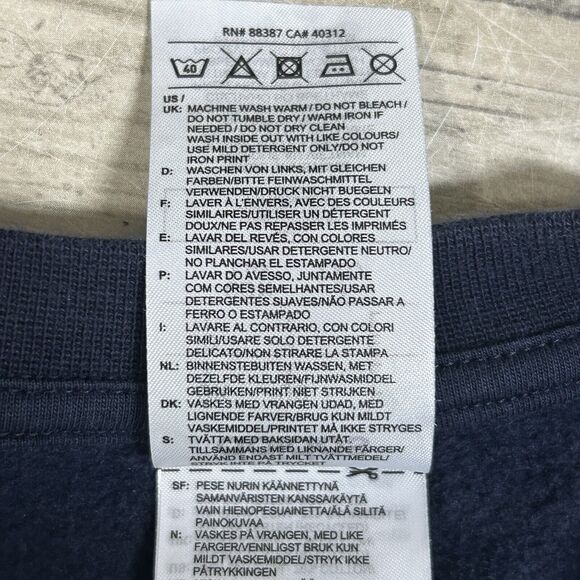 RN# 88387 CA# 40312
40
US /
UK: MACHINE WASH WARM / DO NOT BLEACH /
DO NOT TUMBLE DRY / WARM IRON IF
NEEDED / DO NOT DRY CLEAN
WASH INSIDE OUT WITH LIKE COLOURS/
USE MILD DETERGENT ONLY/DO NOT
IRON PRINT
D: WASCHEN VON LINKS, MIT GLEICHEN
FARBEN/BITTE FEINWASCHMITTEL
VERWENDEN/DRUCK NICHT BUEGELN
F: LAVER À L'ENVERS, AVEC DES COULEURS
SIMILAIRES/UTILISER UN DÉTERGENT
DOUX/NE PAS REPASSER LES IMPRIMÉS
E: LAVAR DEL REVÉS, CON COLORES
SIMILARES/USAR DETERGENTE NEUTRO/
NO PLANCHAR EL ESTAMPADO
P: LAVAR DO AVESSO, JUNTAMENTE
COM CORES SEMELHANTES/USAR
DETERGENTES SUAVES/NÃO PASSAR A
FERRO O ESTAMPADO
I: LAVARE AL CONTRARIO, CON COLORI
SIMILI/USARE SOLO DETERGENTE
DELICATO/NON STIRARE LA STAMPA
NL: BINNENSTEBUITEN WASSEN, MET
DEZELFDE KLEUREN/FIJNWASMIDDEL
GEBRUIKEN/PRINT NIET STRIJKEN
DK: VASKES MED VRANGEN UDAD, MED
LIGNENDE FARVER/BRUG KUN MILDT
VASKEMIDDEL/PRINTET MÅ IKKE STRYGES
S: TVÄTTA MED BAKSIDAN UTÅT.
TILLSAMMANS MED LIKNANDE FÄRGER/
ANVÄND ENDAST MILT TVÄTTMEDEL/
STRYK INTE PÅ TRYCKET
SF: PESE NURIN KÄÄNNETTYNÄ
SAMANVÄRISTEN KANSSA/KÄYTÄ
VAIN HIENOPESUAINETTA/ÄLÄ SILITÄ
PAINOKUVAA
N: VASKES PÅ VRANGEN, MED LIKE
FARGER/VENNLIGST BRUK KUN
MILDT VASKEMIDDEL/STRYK IKKE
PÅTRYKKINGEN